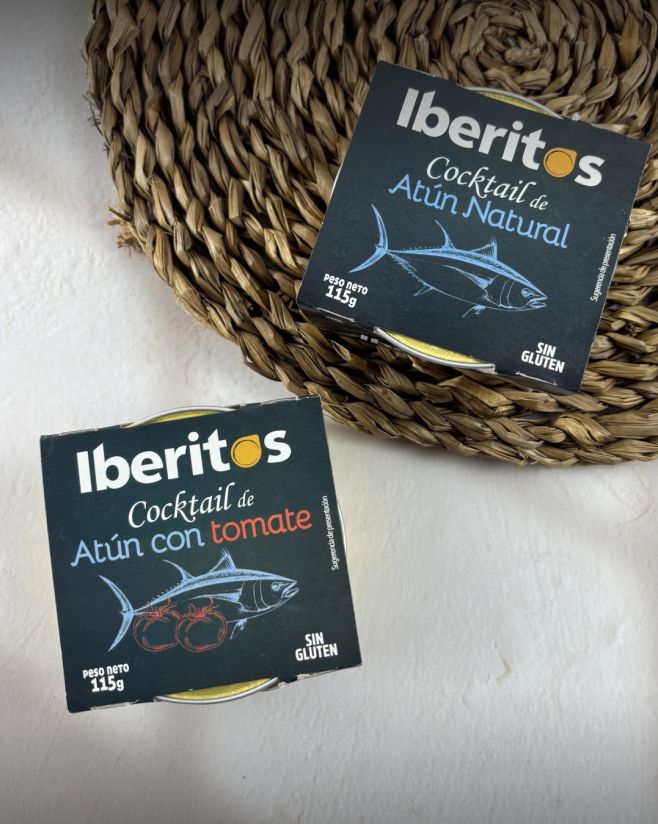 Iberitos
Cocktail de
Atún Natural
Peso neto
115g
Sugerencia de presentación
SIN
GLUTEN
Iberitos
Cocktail de
Atún con tomate
Sugerencia de presentación
Peso neto
115g
SIN
GLUTEN